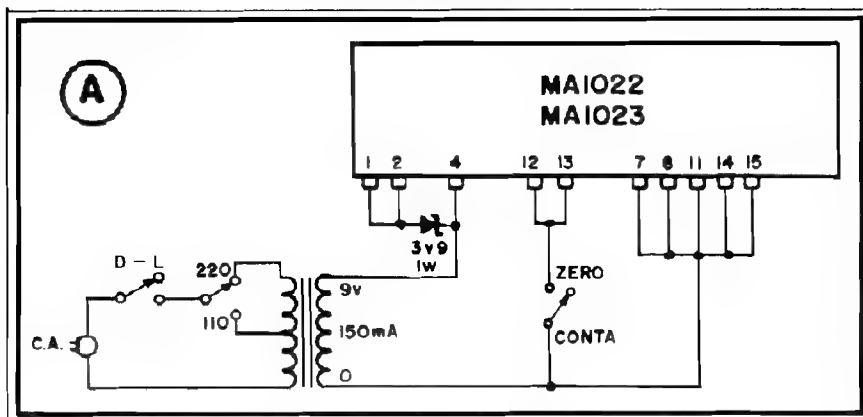 A
MA1022
MA1023
1 2 4 12 13 7 8 11 14 15
3v9
1W
D - L
220
110
C.A.
9v
150mA
0
ZERO
CONTA